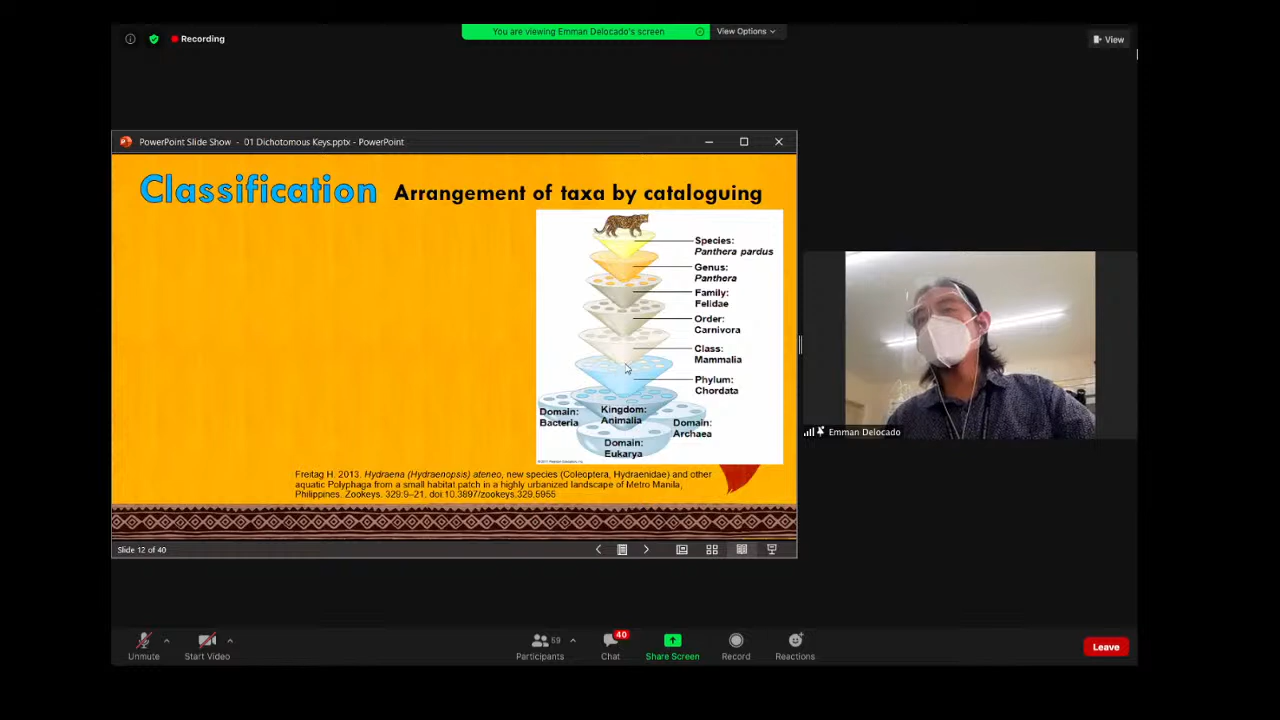 Recording
You are viewing Emman Delocado's screen
View Options
View
PowerPoint Slide Show - 01 Dichotomous Keys.pptx - PowerPoint
Classification
Arrangement of taxa by cataloguing
Species:
Panthera pardus
Genus:
Panthera
Family:
Felidae
Order:
Carnivora
Class:
Mammalia
Phylum:
Chordata
Kingdom:
Animalia
Domain:
Bacteria
Domain:
Archaea
Domain:
Eukarya
Freitag H. 2013. Hydraena (Hydraenopsis) ateneo, new species (Coleoptera, Hydraenidae) and other
aquatic Polyphaga from a small habitat patch in a highly urbanized landscape of Metro Manila,
Philippines. Zookeys. 329:9–21, doi:10.3897/zookeys.329.5955
Slide 12 of 40
Emman Delocado
Unmute
Start Video
59
Participants
40
Chat
Share Screen
Record
Reactions
Leave